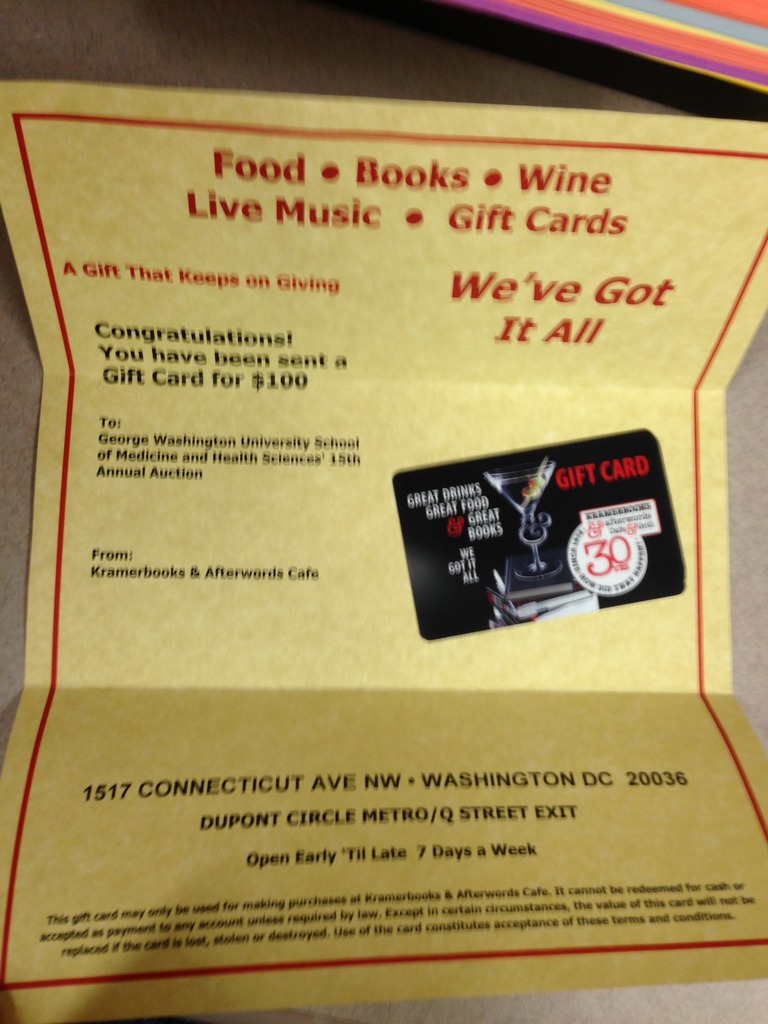 Food • Books • Wine
Live Music • Gift Cards
A Gift That Keeps on Giving
We've Got
It All
Congratulations!
You have been sent a
Gift Card for $100
To:
George Washington University School
of Medicine and Health Sciences' 15th
Annual Auction
From:
Kramerbooks & Afterwords Cafe
GREAT DRINKS
GREAT FOOD
& GREAT
BOOKS
WE
GOT IT
ALL
GIFT CARD
KRAMERBOOKS
& afterwords
cafe & grill
30
1517 CONNECTICUT AVE NW • WASHINGTON DC 20036
DUPONT CIRCLE METRO/Q STREET EXIT
Open Early 'Til Late 7 Days a Week
This gift card may only be used for making purchases at Kramerbooks & Afterwords Cafe. It cannot be redeemed for cash or
accepted as payment to any account unless required by law. Except in certain circumstances, the value of this card will not be
replaced if the card is lost, stolen or destroyed. Use of the card constitutes acceptance of these terms and conditions.